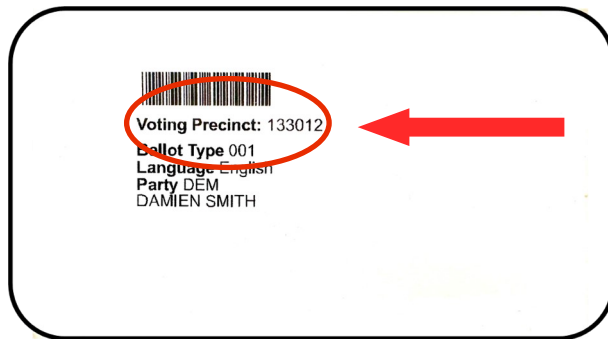 Voting Precinct: 133012
Ballot Type 001
Language English
Party DEM
DAMIEN SMITH